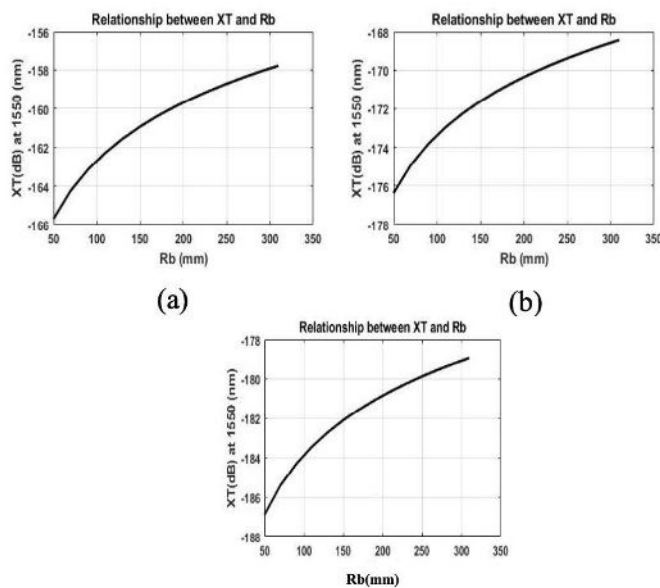 Relationship between XT and Rb
XT(dB) at 1550 (nm)
-156
-158
-160
-162
-164
-166
50 100 150 200 250 300 350
Rb (mm)
(a)
Relationship between XT and Rb
XT(dB) at 1550 (nm)
-168
-170
-172
-174
-176
-178
50 100 150 200 250 300 350
Rb (mm)
(b)
Relationship between XT and Rb
XT(dB) at 1550 (nm)
-178
-180
-182
-184
-186
-188
50 100 150 200 250 300 350
Rb(mm)